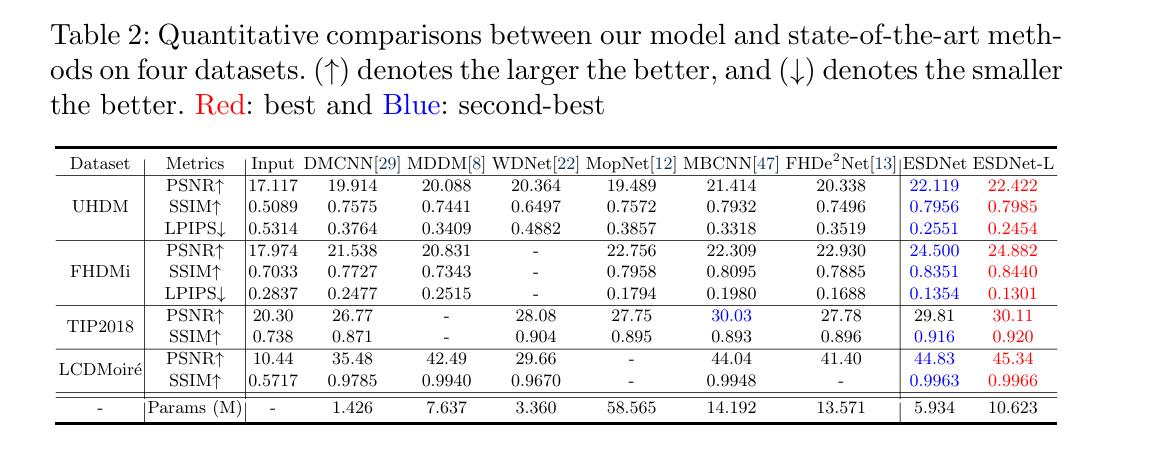 Table 2: Quantitative comparisons between our model and state-of-the-art meth-
ods on four datasets. (↑) denotes the larger the better, and (↓) denotes the smaller
the better. Red: best and Blue: second-best
Dataset Metrics Input DMCNN[29] MDDM[8] WDNet[22] MopNet[12] MBCNN[47] FHDe²Net[13] ESDNet ESDNet-L
UHDM PSNR↑ 17.117 19.914 20.088 20.364 19.489 21.414 20.338 22.119 22.422
SSIM↑ 0.5089 0.7575 0.7441 0.6497 0.7572 0.7932 0.7496 0.7956 0.7985
LPIPS↓ 0.5314 0.3764 0.3409 0.4882 0.3857 0.3318 0.3519 0.2551 0.2454
FHDMi PSNR↑ 17.974 21.538 20.831 - 22.756 22.309 22.930 24.500 24.882
SSIM↑ 0.7033 0.7727 0.7343 - 0.7958 0.8095 0.7885 0.8351 0.8440
LPIPS↓ 0.2837 0.2477 0.2515 - 0.1794 0.1980 0.1688 0.1354 0.1301
TIP2018 PSNR↑ 20.30 26.77 - 28.08 27.75 30.03 27.78 29.81 30.11
SSIM↑ 0.738 0.871 - 0.904 0.895 0.893 0.896 0.916 0.920
LCDMoiré PSNR↑ 10.44 35.48 42.49 29.66 - 44.04 41.40 44.83 45.34
SSIM↑ 0.5717 0.9785 0.9940 0.9670 - 0.9948 - 0.9963 0.9966
- Params (M) - 1.426 7.637 3.360 58.565 14.192 13.571 5.934 10.623